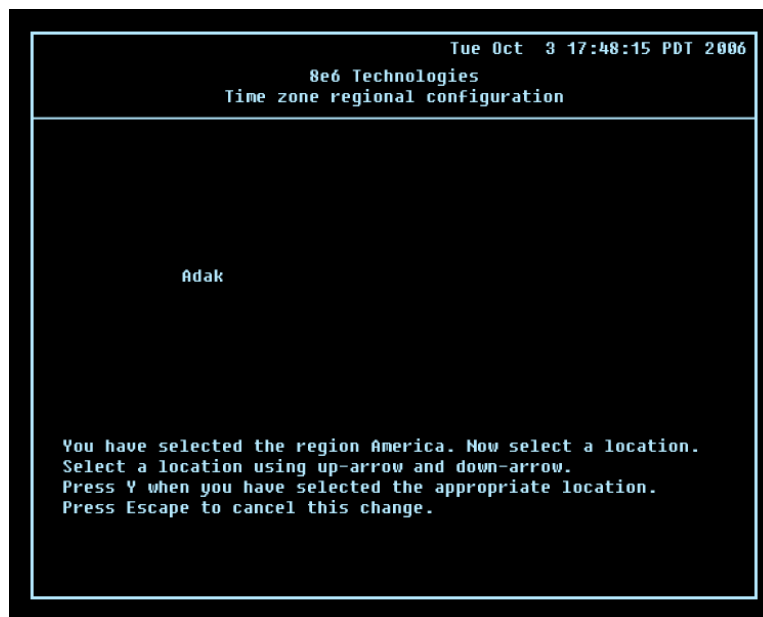 Tue Oct  3 17:48:15 PDT 2006
8e6 Technologies
Time zone regional configuration
Adak
You have selected the region America. Now select a location.
Select a location using up-arrow and down-arrow.
Press Y when you have selected the appropriate location.
Press Escape to cancel this change.